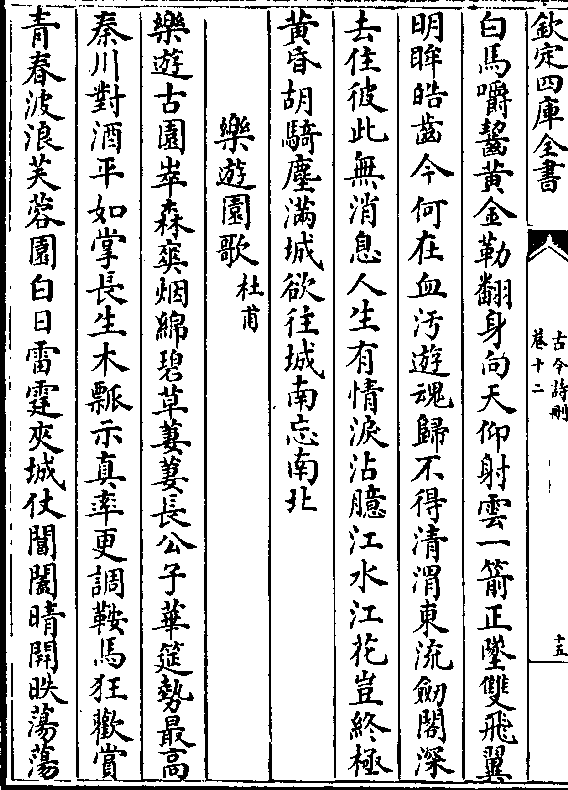 欽定四庫全書
古今詩刪
卷十二
十五
白馬嚼齧黃金勒翻身向天仰射雲一箭正墜雙飛翼
明眸皓齒今何在血汚遊魂歸不得清渭東流劒閣深
去住彼此無消息人生有情淚沾臆江水江花豈終極
黃昏胡騎塵滿城欲往城南忘南北
樂遊園歌 杜甫
樂遊古園崒森爽烟綿碧草萋萋長公子華筵勢最高
秦川對酒平如掌長生木瓢示真率更調鞍馬狂歡賞
青春波浪芙蓉園白日雷霆夾城仗閶闔晴開昳蕩蕩